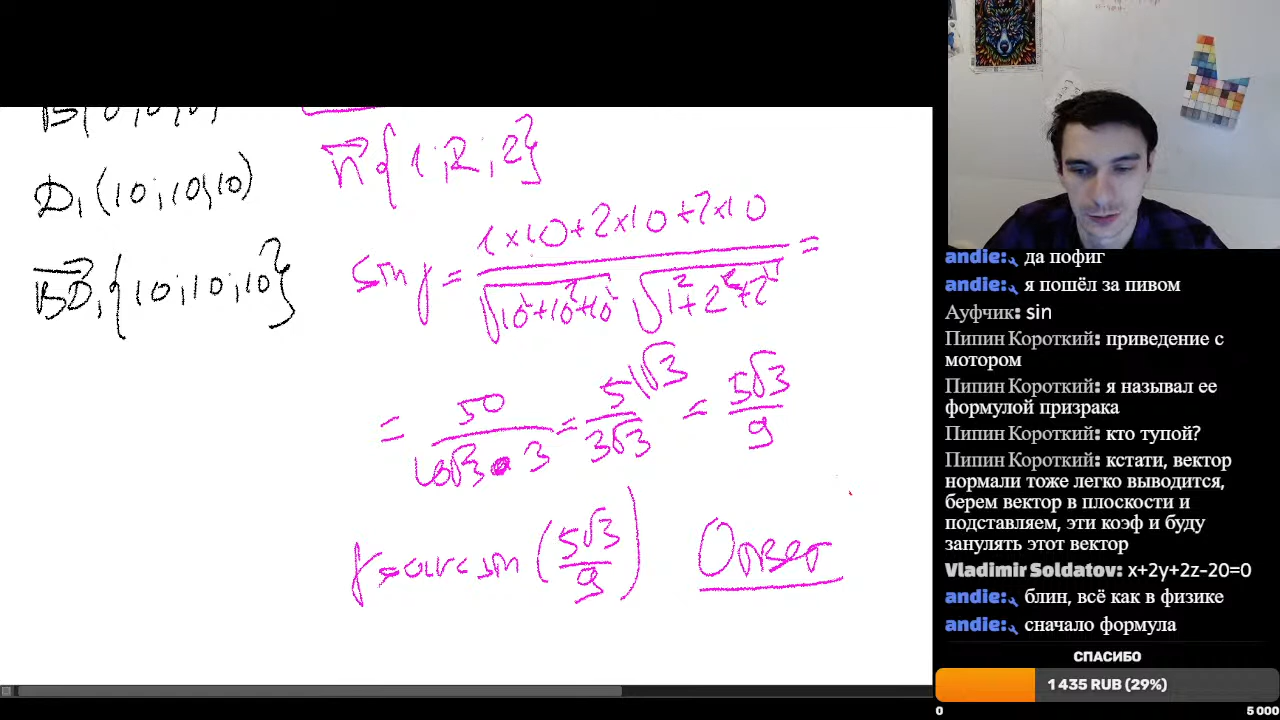 B(0;0;0)
D₁(10;10;10)
BD₁{10;10;10}
n{1;2;2}
sin γ = (1×10+2×10+2×10)/(√(10²+10²+10²) √(1²+2²+2²)) =
= 50/(10√3 • 3) = 5\√3/(3√3) = 5√3/9
γ = arcsin (5√3/9)
Ответ
andie: да пофиг
andie: я пошёл за пивом
Ауфчик: sin
Пипин Короткий: приведение с
мотором
Пипин Короткий: я называл ее
формулой призрака
Пипин Короткий: кто тупой?
Пипин Короткий: кстати, вектор
нормали тоже легко выводится,
берем вектор в плоскости и
подставляем, эти коэф и буду
занулять этот вектор
Vladimir Soldatov: x+2y+2z-20=0
andie: блин, всё как в физике
andie: сначало формула
СПАСИБО
1 435 RUB (29%)
0
5 000